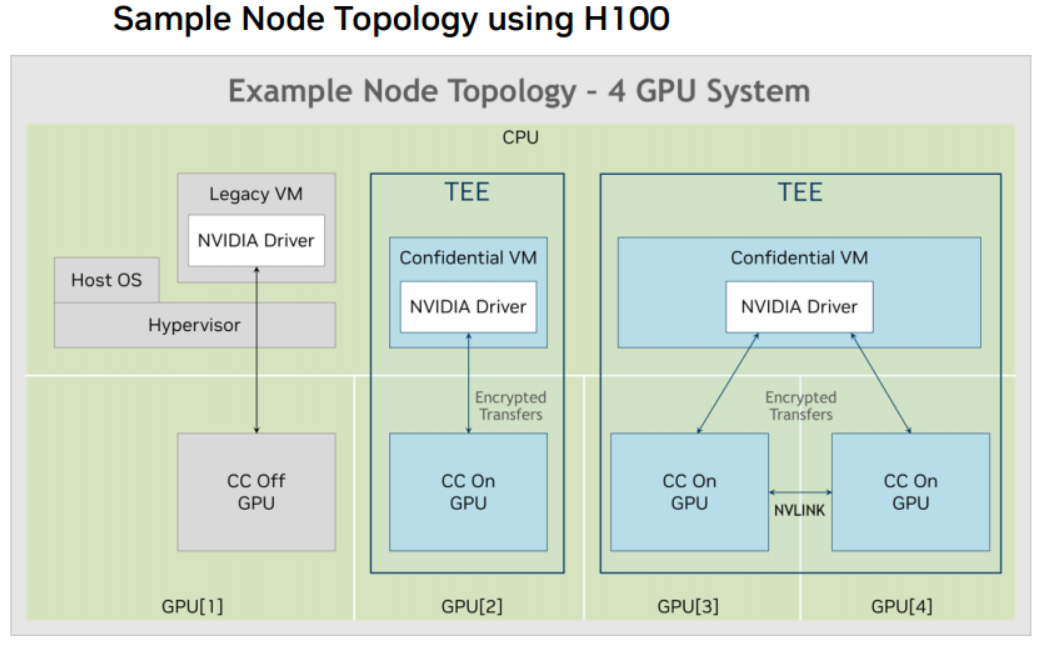 Sample Node Topology using H100
Example Node Topology - 4 GPU System
CPU
Legacy VM
NVIDIA Driver
Host OS
Hypervisor
TEE
Confidential VM
NVIDIA Driver
TEE
Confidential VM
NVIDIA Driver
Encrypted
Transfers
Encrypted
Transfers
CC Off
GPU
CC On
GPU
CC On
GPU
NVLINK
CC On
GPU
GPU[1]
GPU[2]
GPU[3]
GPU[4]